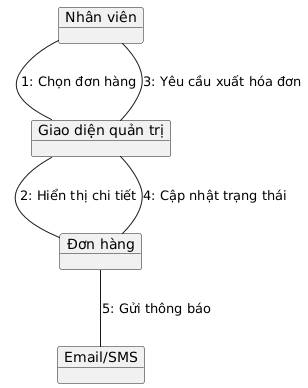 Nhân viên
1: Chọn đơn hàng
3: Yêu cầu xuất hóa đơn
Giao diện quản trị
2: Hiển thị chi tiết
4: Cập nhật trạng thái
Đơn hàng
5: Gửi thông báo
Email/SMS